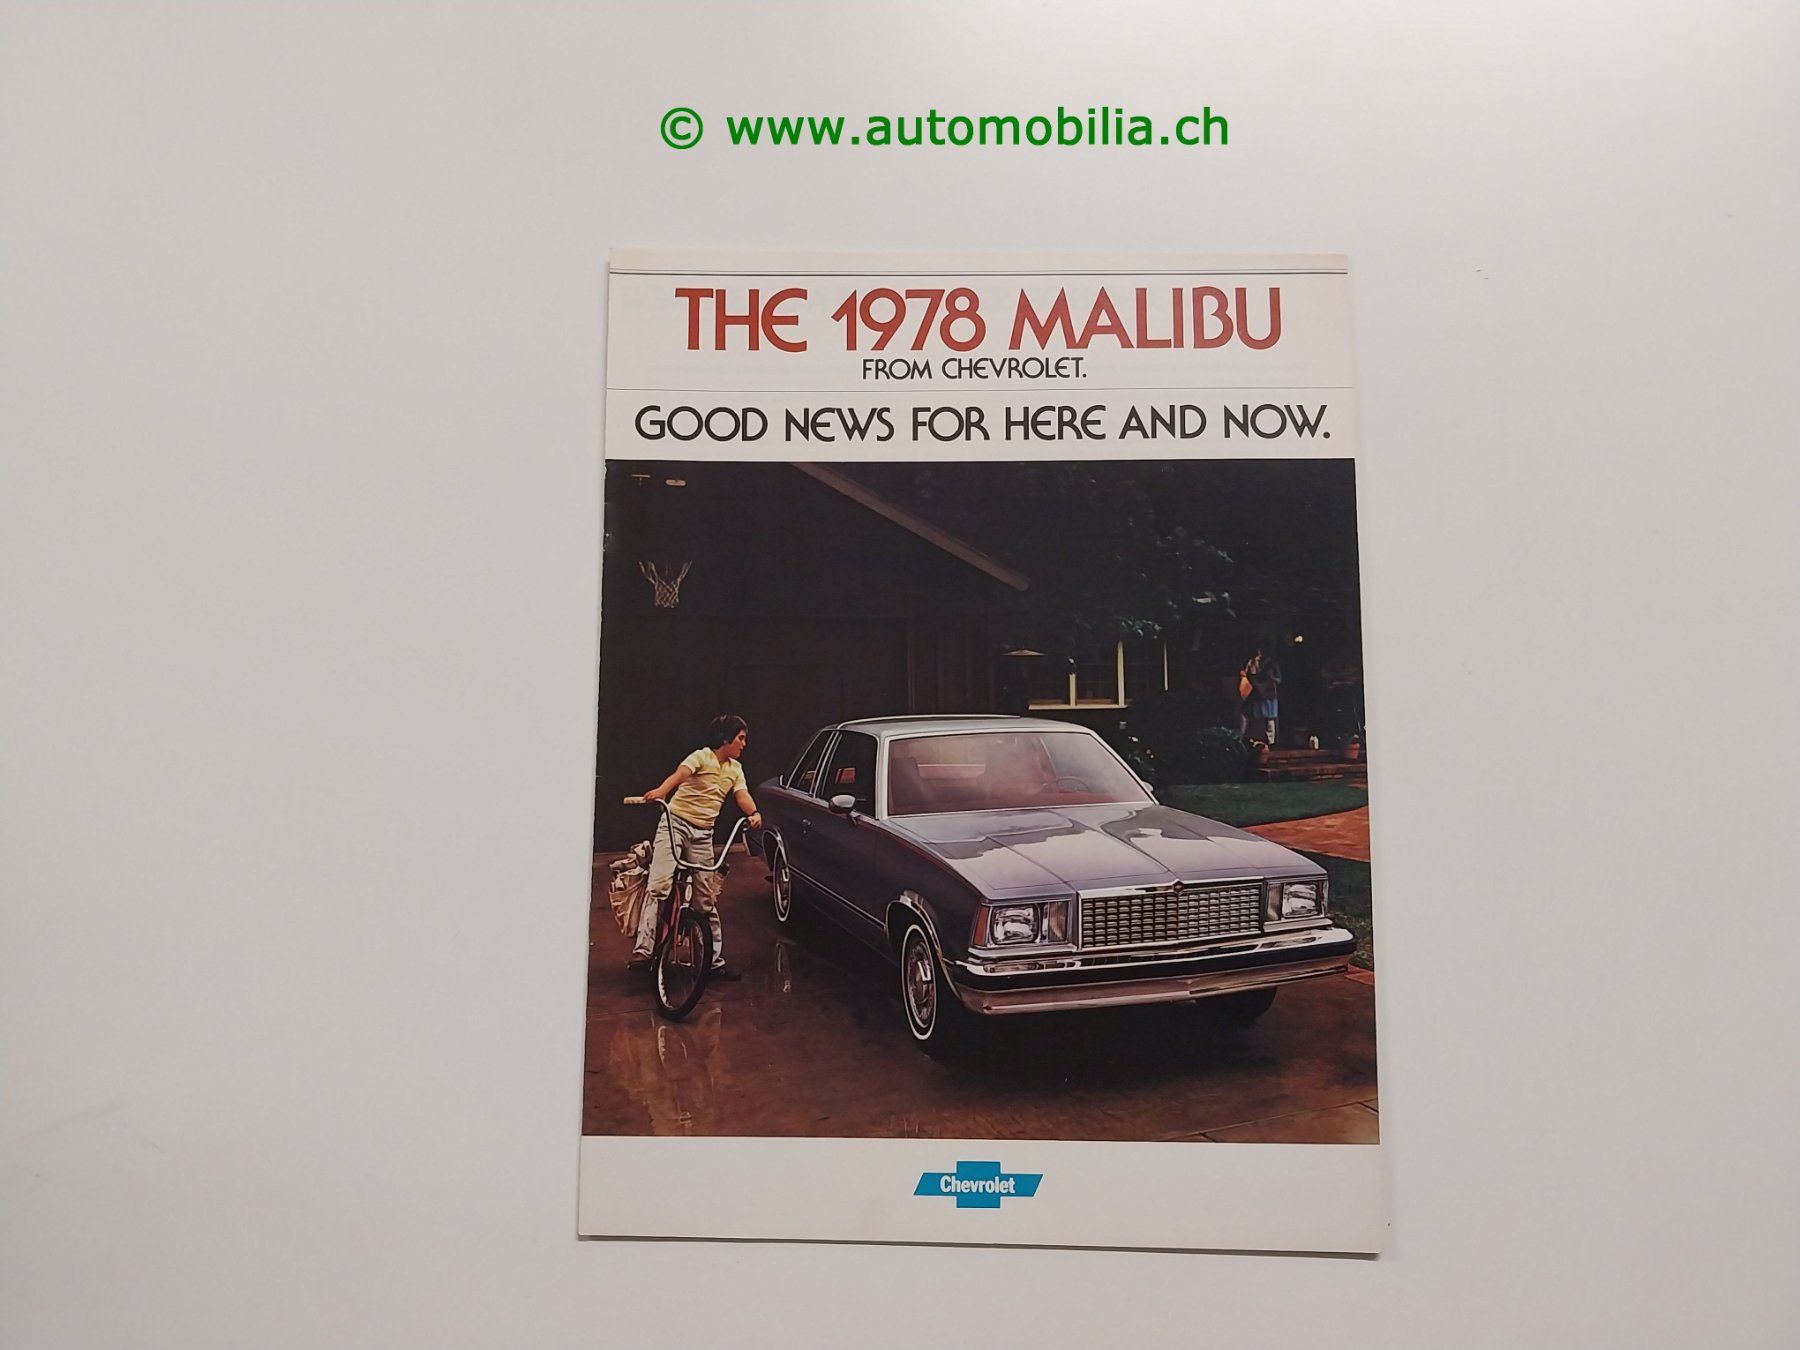 © www.automobilia.ch
THE 1978 MALIBU
FROM CHEVROLET.
GOOD NEWS FOR HERE AND NOW.
Chevrolet